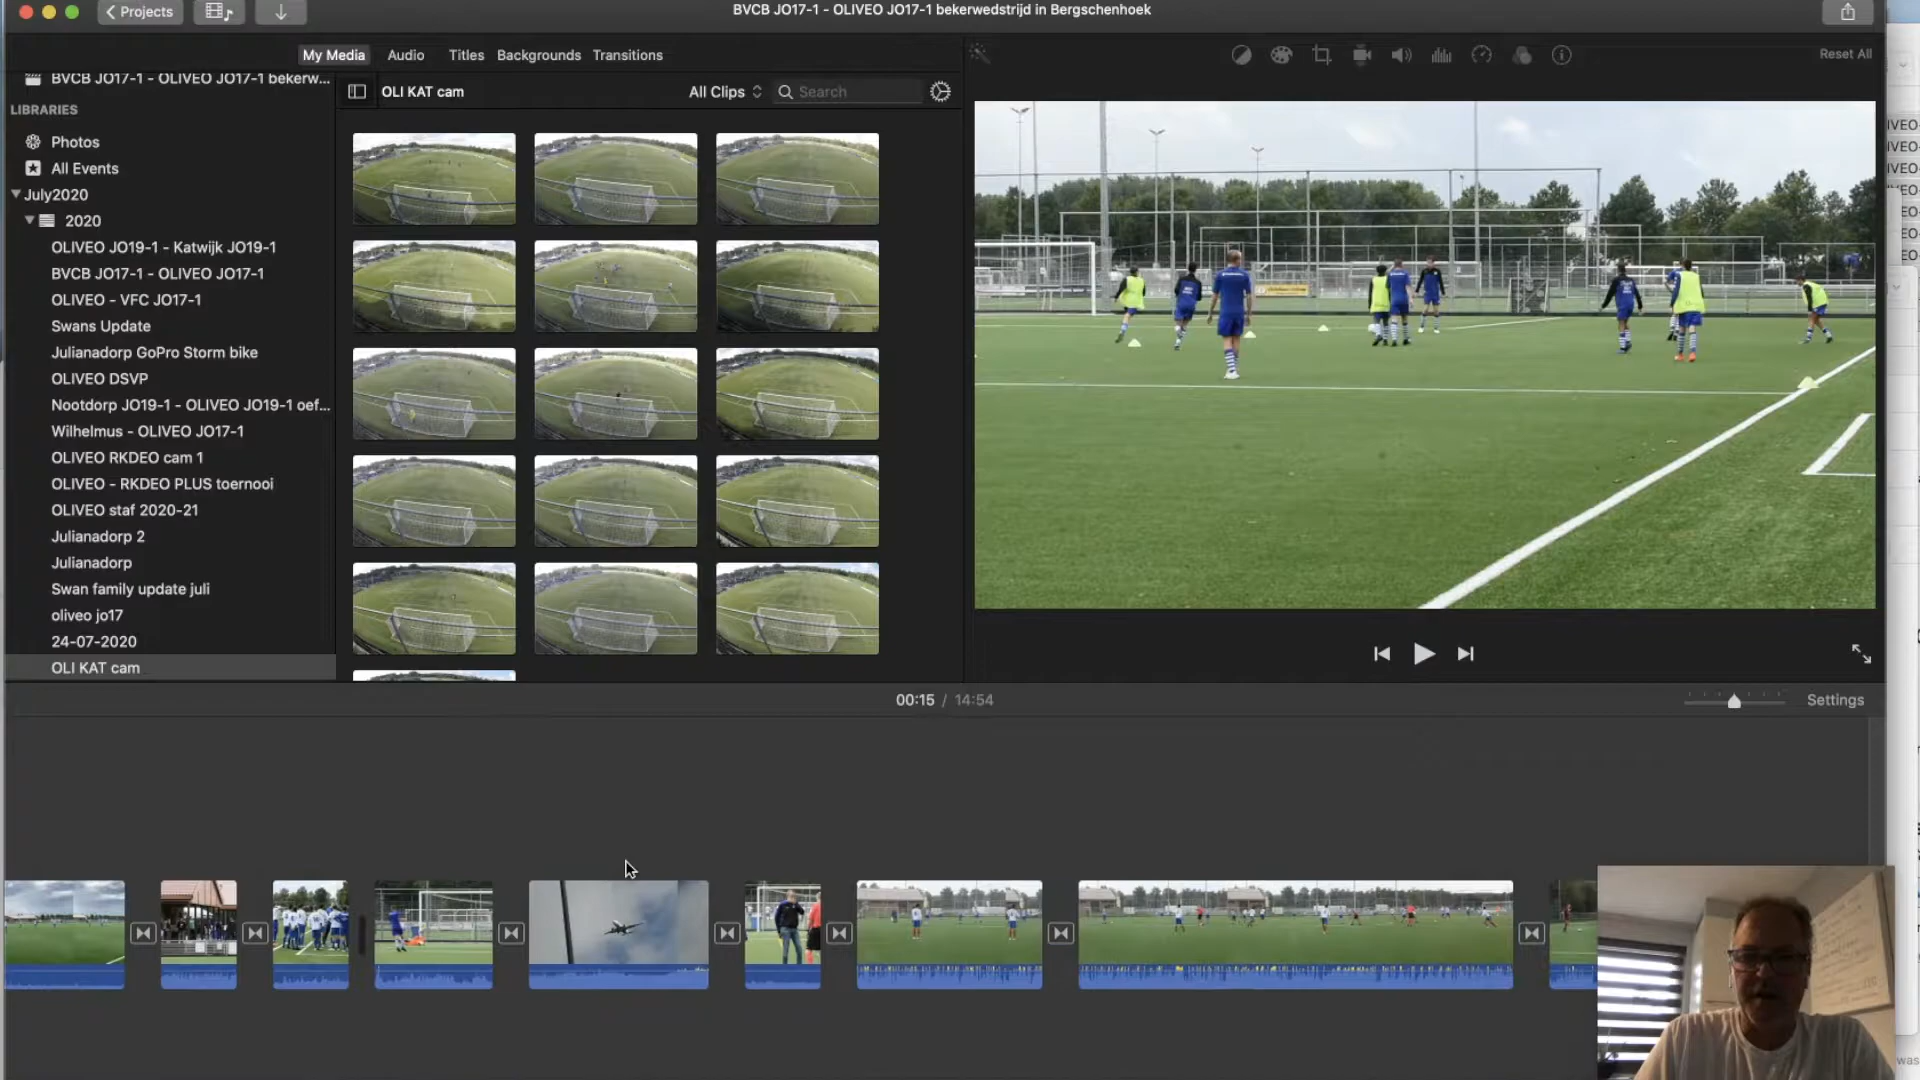 Projects
BVCB JO17-1 - OLIVEO JO17-1 bekerwedstrijd in Bergschenhoek
My Media Audio Titles Backgrounds Transitions
Reset All
BVCB JO17-1 - OLIVEO JO17-1 bekerw...
OLI KAT cam
All Clips
Search
LIBRARIES
Photos
All Events
July2020
2020
OLIVEO JO19-1 - Katwijk JO19-1
BVCB JO17-1 - OLIVEO JO17-1
OLIVEO - VFC JO17-1
Swans Update
Julianadorp GoPro Storm bike
OLIVEO DSVP
Nootdorp JO19-1 - OLIVEO JO19-1 oef...
Wilhelmus - OLIVEO JO17-1
OLIVEO RKDEO cam 1
OLIVEO - RKDEO PLUS toernooi
OLIVEO staf 2020-21
Julianadorp 2
Julianadorp
Swan family update juli
oliveo jo17
24-07-2020
OLI KAT cam
00:15 / 14:54
Settings